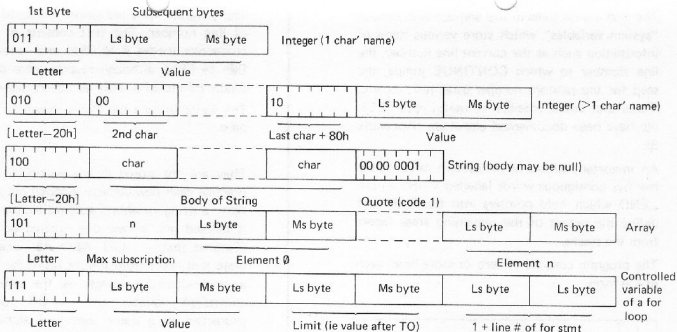 1st Byte Subsequent bytes
011 Ls byte Ms byte Integer (1 char' name)
Letter Value
010 00 10 Ls byte Ms byte Integer (>1 char' name)
[Letter–20h] 2nd char Last char + 80h Value
100 char char 00 00 0001 String (body may be null)
[Letter–20h] Body of String Quote (code 1)
101 n Ls byte Ms byte Ls byte Ms byte Array
Letter Max subscription Element 0 Element n
111 Ls byte Ms byte Ls byte Ms byte Ls byte Ls byte Controlled
variable
of a for
loop
Letter Value Limit (ie value after TO) 1 + line # of for stmt